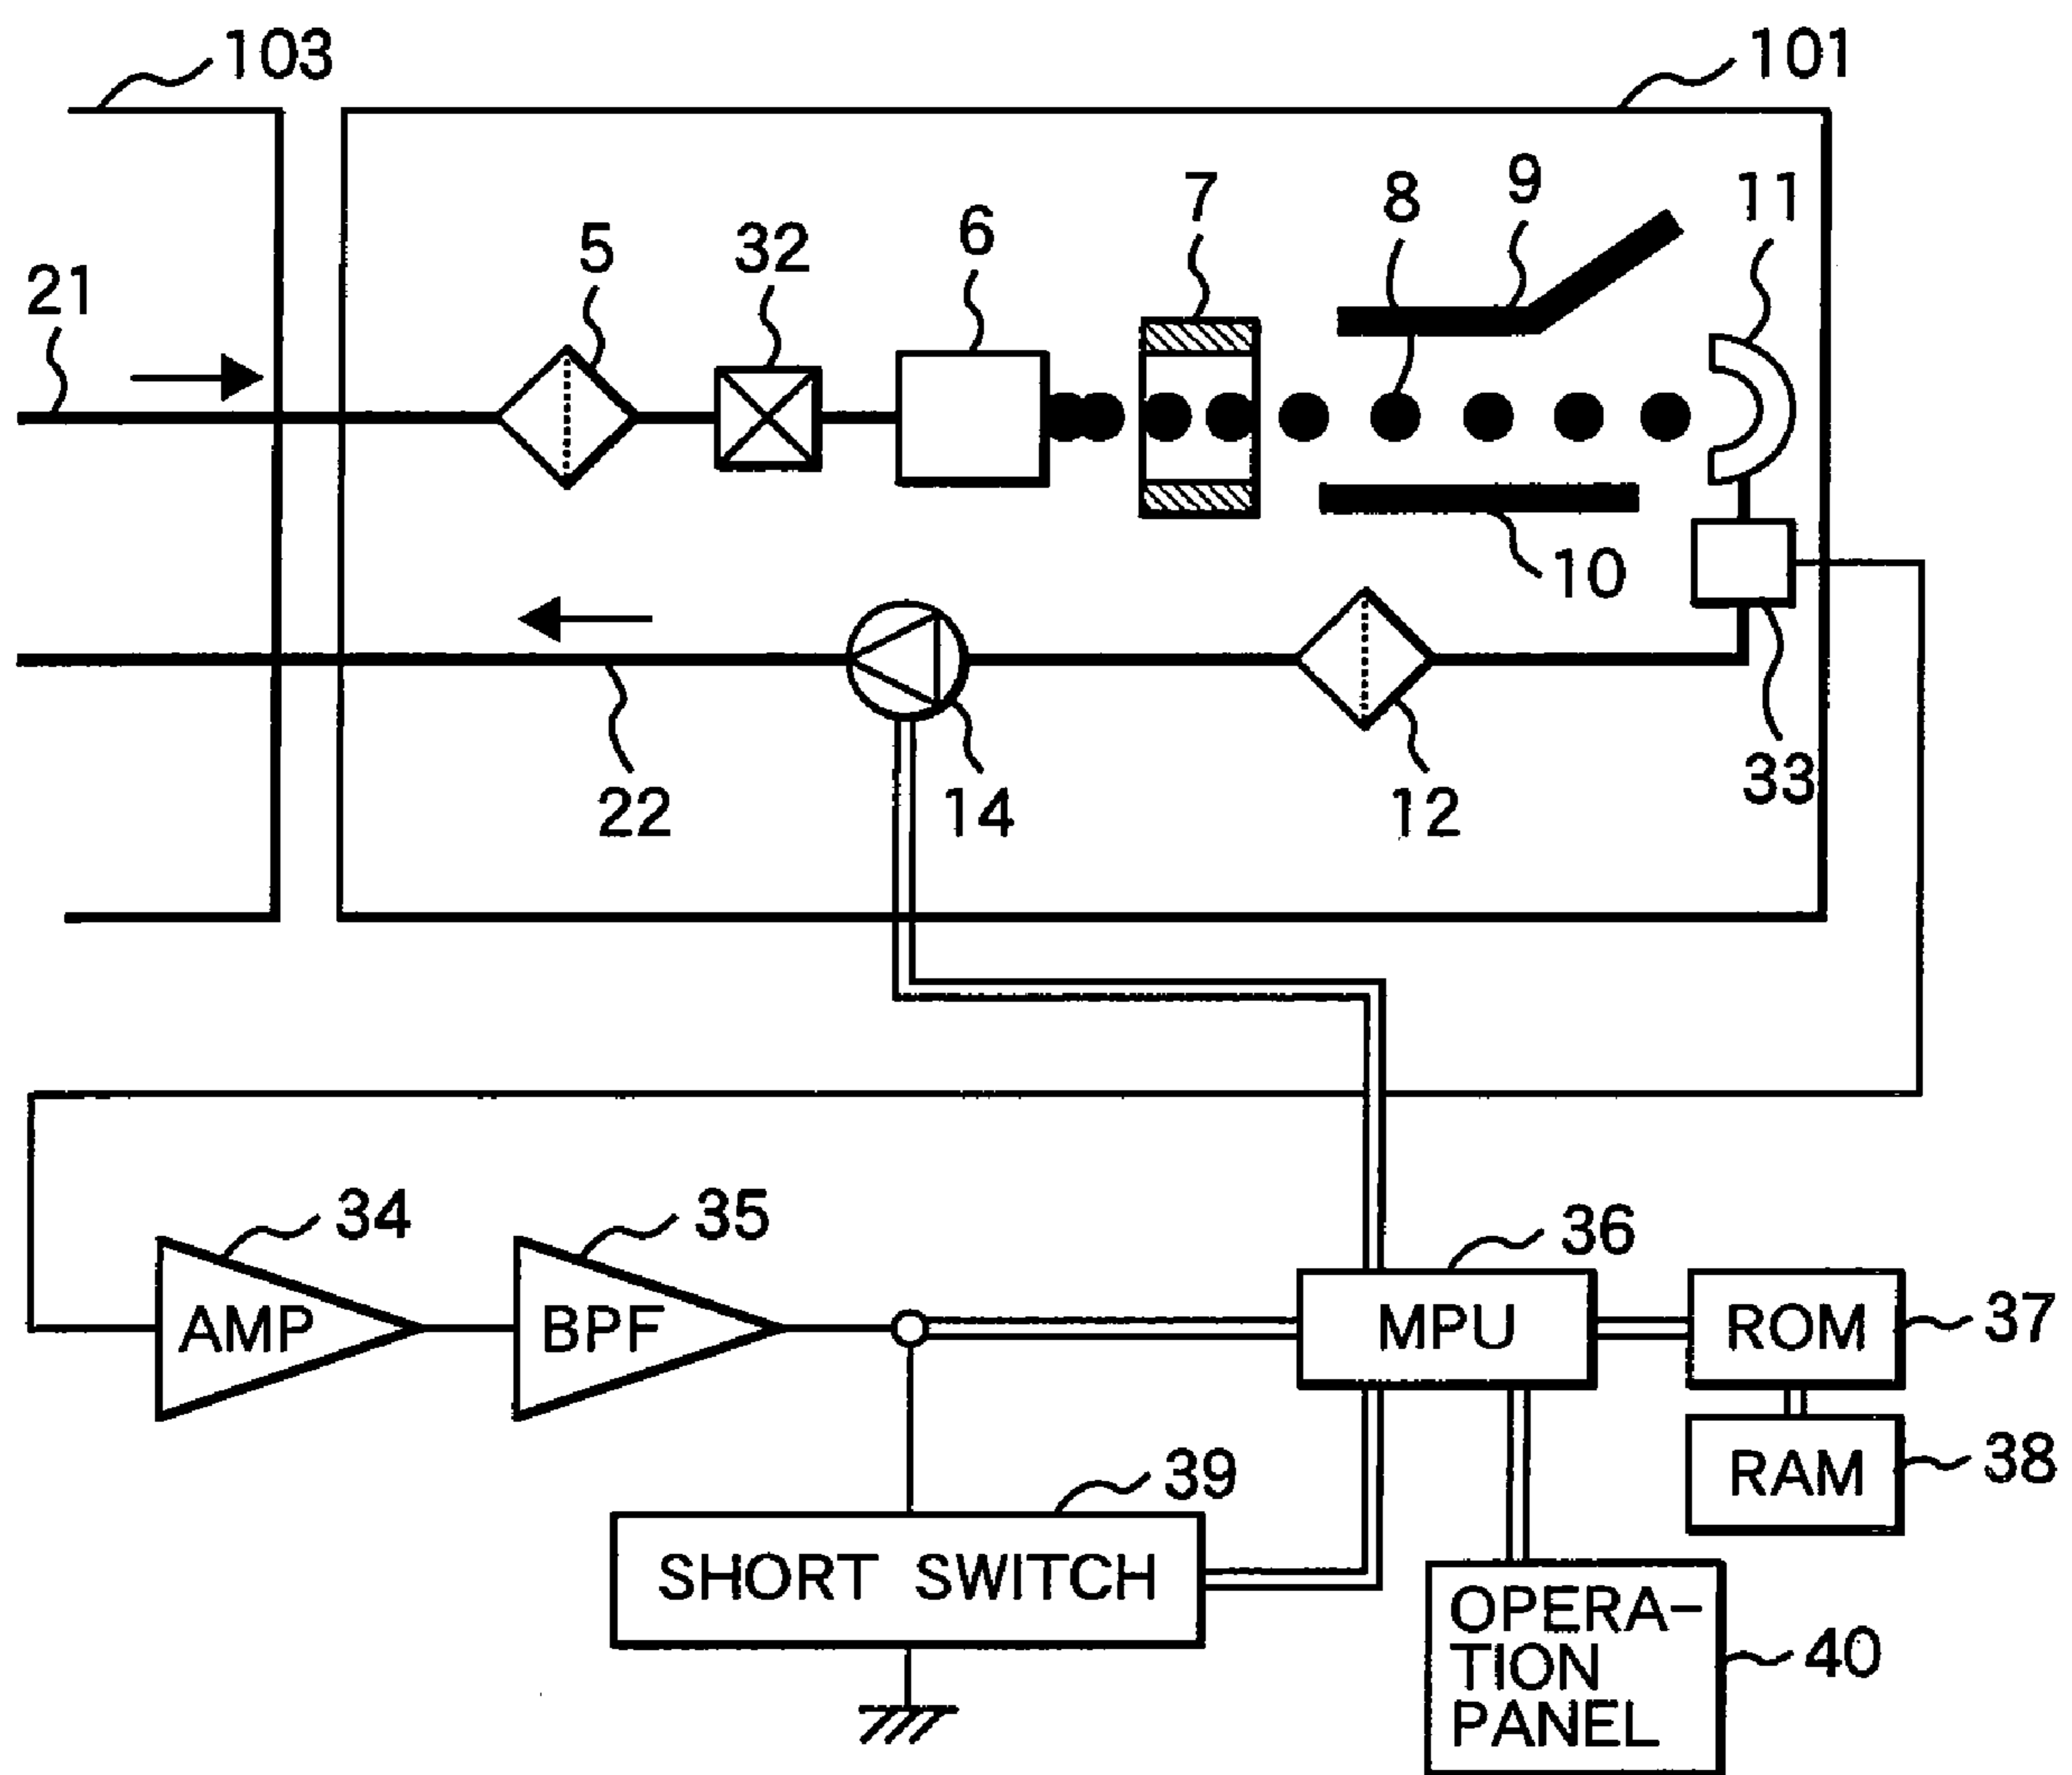 103
101
7
8
9
11
5
32
6
21
10
33
22
14
12
34
35
36
AMP
BPF
MPU
ROM
37
RAM
38
39
SHORT SWITCH
OPERA-
TION
PANEL
40